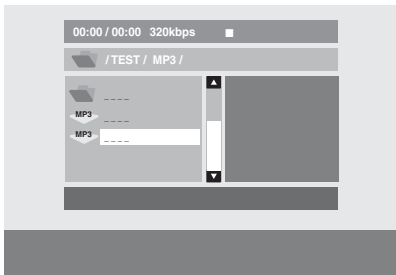 00:00 / 00:00 320kbps
/ TEST / MP3 /
_ _ _ _
MP3 _ _ _ _
MP3 _ _ _ _